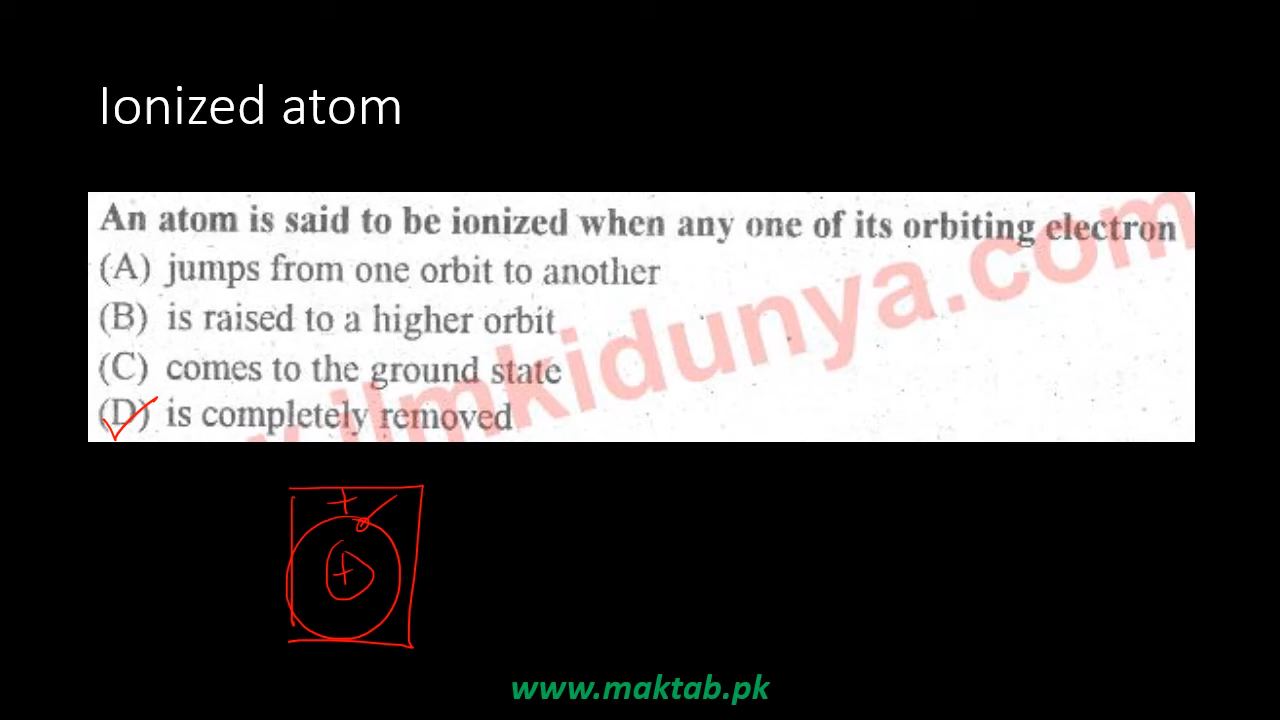 Ionized atom
An atom is said to be ionized when any one of its orbiting electron
(A) jumps from one orbit to another
(B) is raised to a higher orbit
(C) comes to the ground state
(D) is completely removed
ilmkidunya.com
+
+
www.maktab.pk